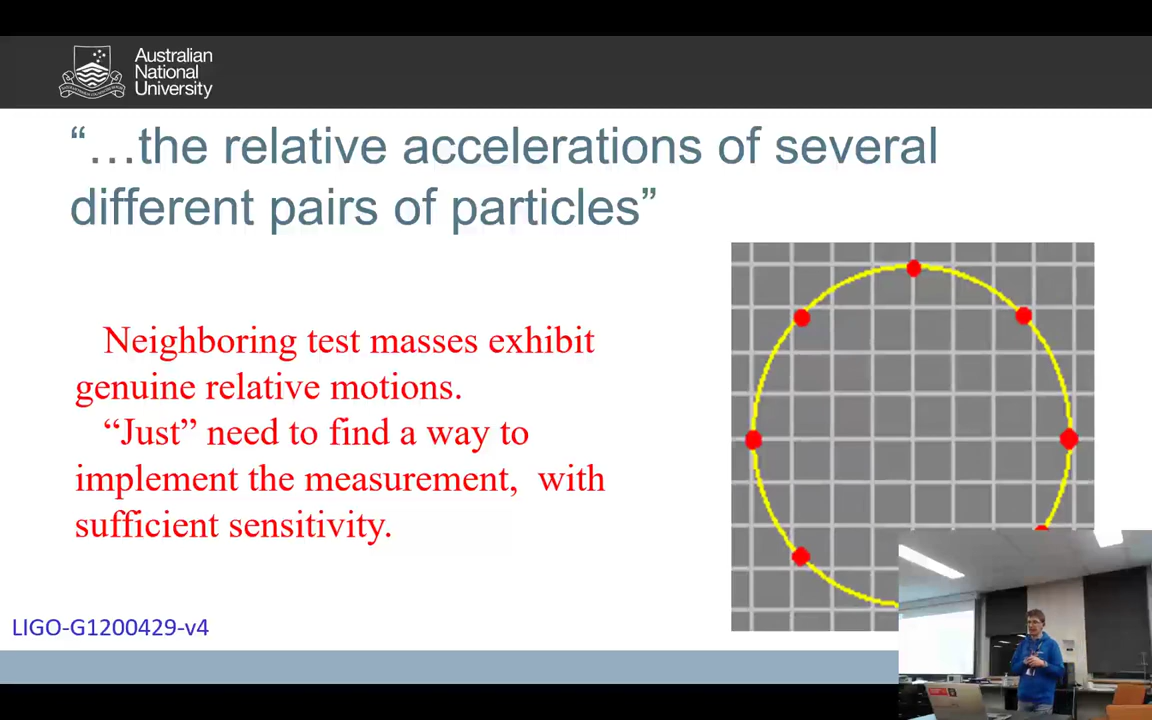 Australian
National
University
“…the relative accelerations of several
different pairs of particles”
Neighboring test masses exhibit
genuine relative motions.
“Just” need to find a way to
implement the measurement,  with
sufficient sensitivity.
LIGO-G1200429-v4